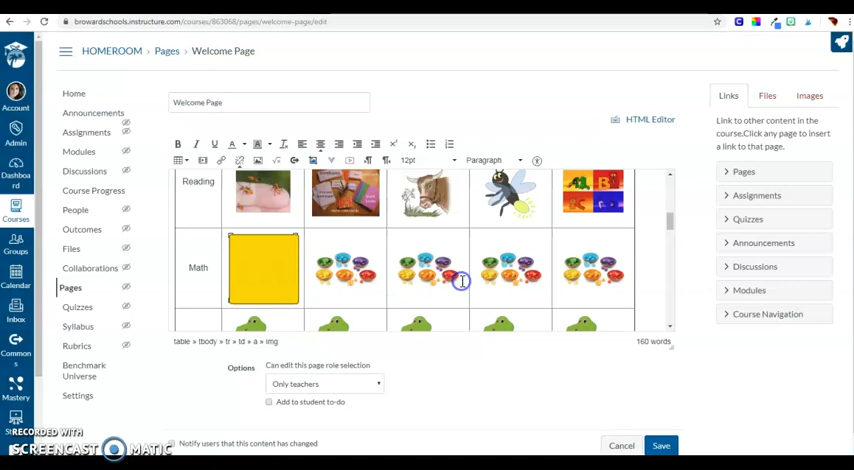 browardschools.instructure.com/courses/863068/pages/welcome-page/edit
HOMEROOM > Pages > Welcome Page
Account
Admin
Dashboa
rd
Courses
Groups
Calendar
Inbox
Common
s
Mastery
Home
Announcements
Assignments
Modules
Discussions
Course Progress
People
Outcomes
Files
Collaborations
Pages
Quizzes
Syllabus
Rubrics
Benchmark
Universe
Settings
Welcome Page
HTML Editor
B I U A A
12pt Paragraph
Reading
Math
table » tbody » tr » td » a » img 160 words
Options
Can edit this page role selection
Only teachers
Add to student to-do
Notify users that this content has changed
Cancel Save
Links Files Images
Link to other content in the
course.Click any page to insert
a link to that page.
Pages
Assignments
Quizzes
Announcements
Discussions
Modules
Course Navigation
RECORDED WITH
SCREENCAST MATIC